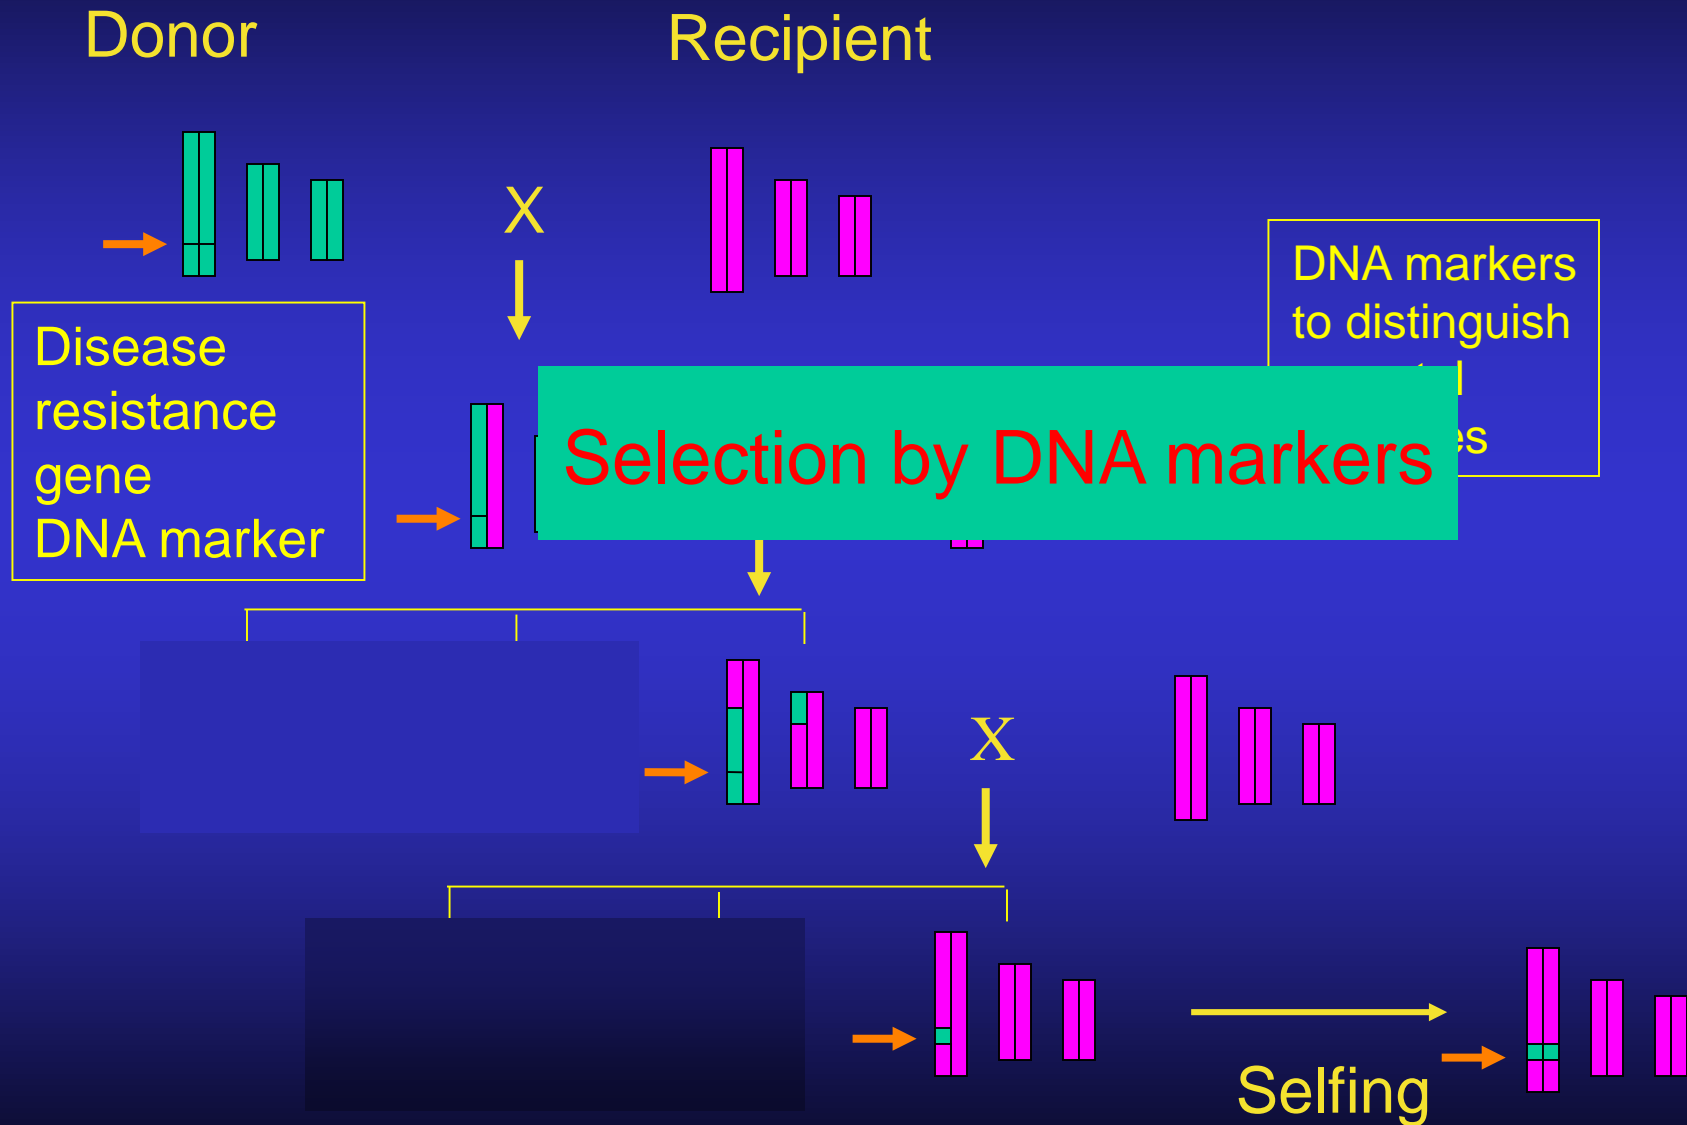 Donor
Recipient
X
DNA markers
to distinguish
Disease
resistance
gene
DNA marker
Selection by DNA markers
X
Selfing